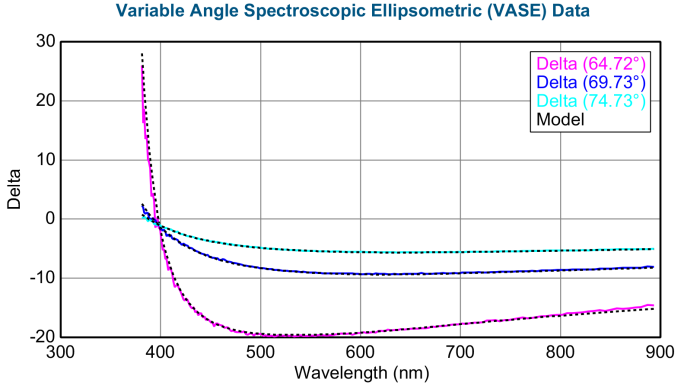 Variable Angle Spectroscopic Ellipsometric (VASE) Data
30
20
10
0
-10
-20
Delta
Delta (64.72°)
Delta (69.73°)
Delta (74.73°)
Model
300 400 500 600 700 800 900
Wavelength (nm)